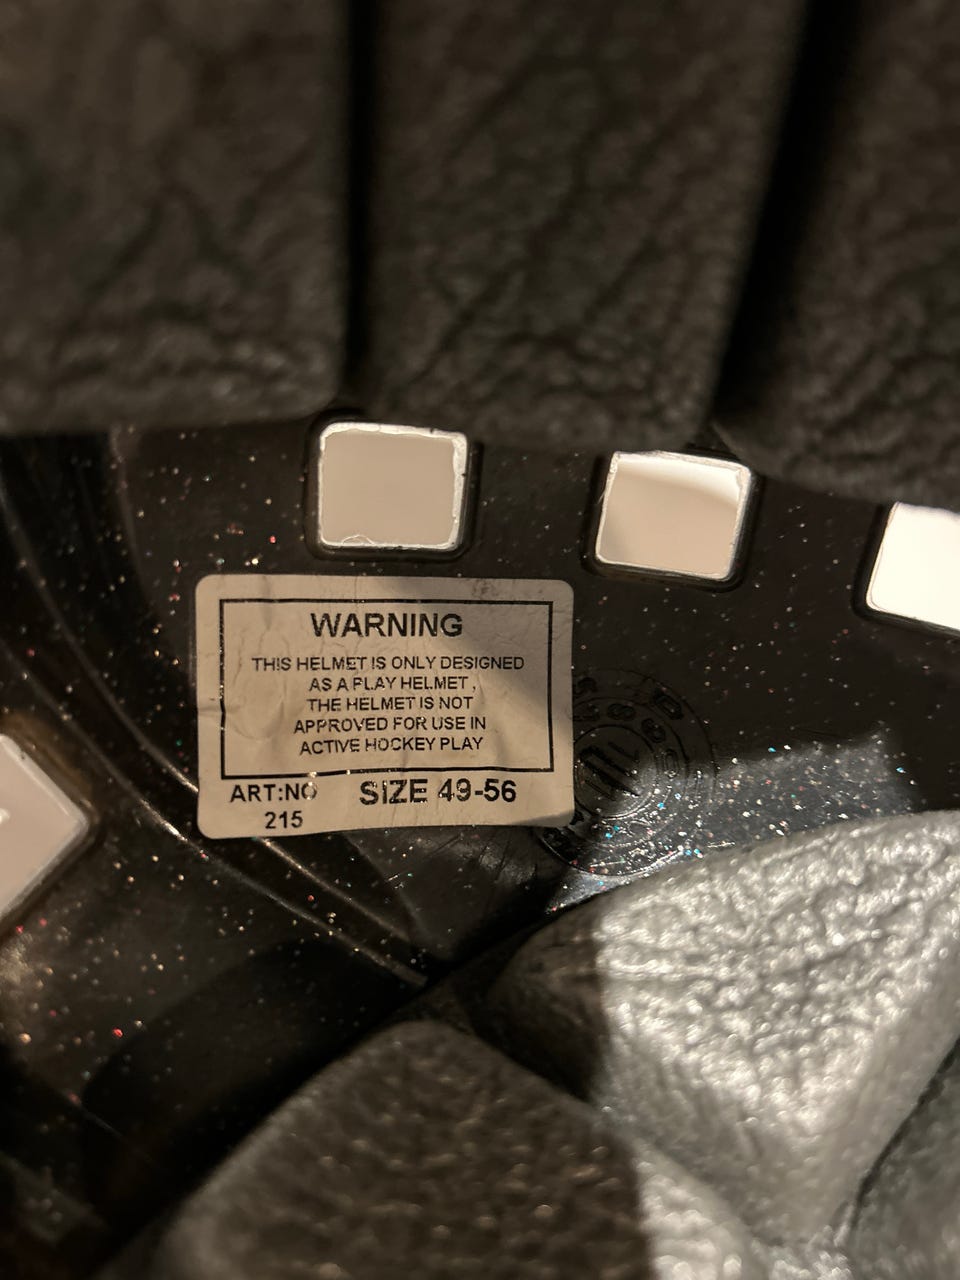 WARNING
THIS HELMET IS ONLY DESIGNED
AS A PLAY HELMET ,
THE HELMET IS NOT
APPROVED FOR USE IN
ACTIVE HOCKEY PLAY
ART:NO SIZE 49-56
215